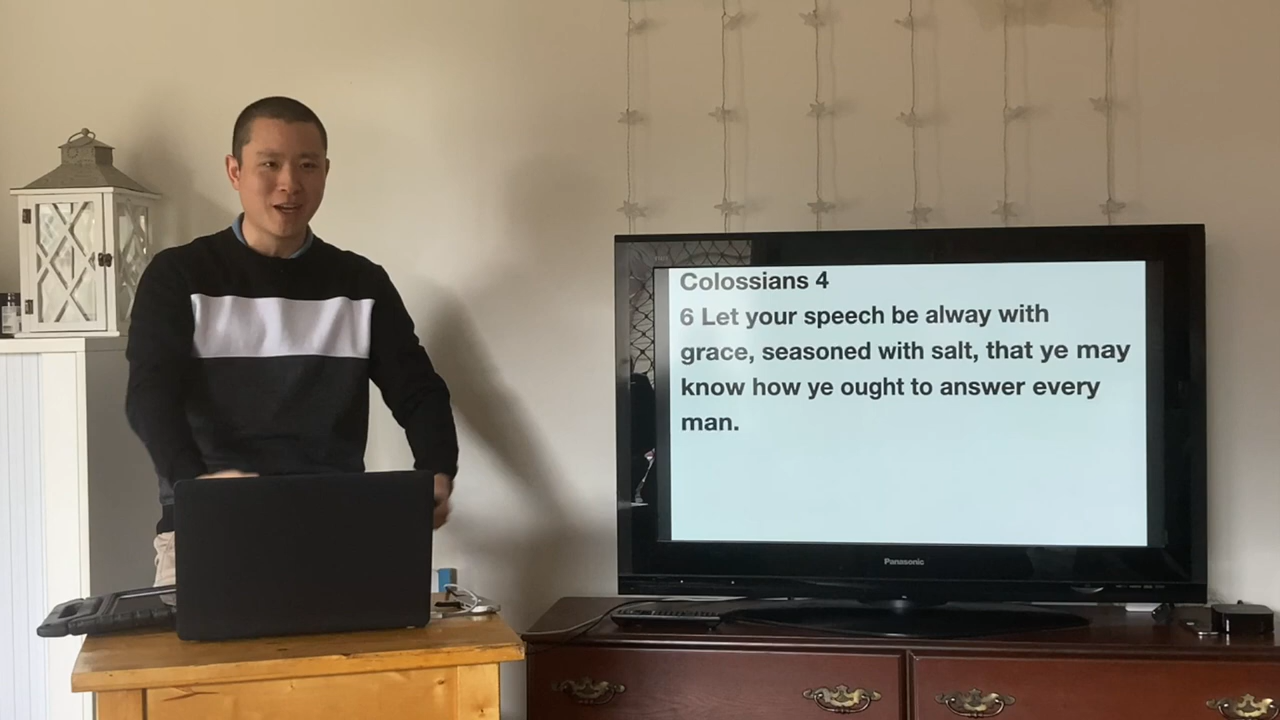 Colossians 4
6 Let your speech be alway with
grace, seasoned with salt, that ye may
know how ye ought to answer every
man.
Panasonic